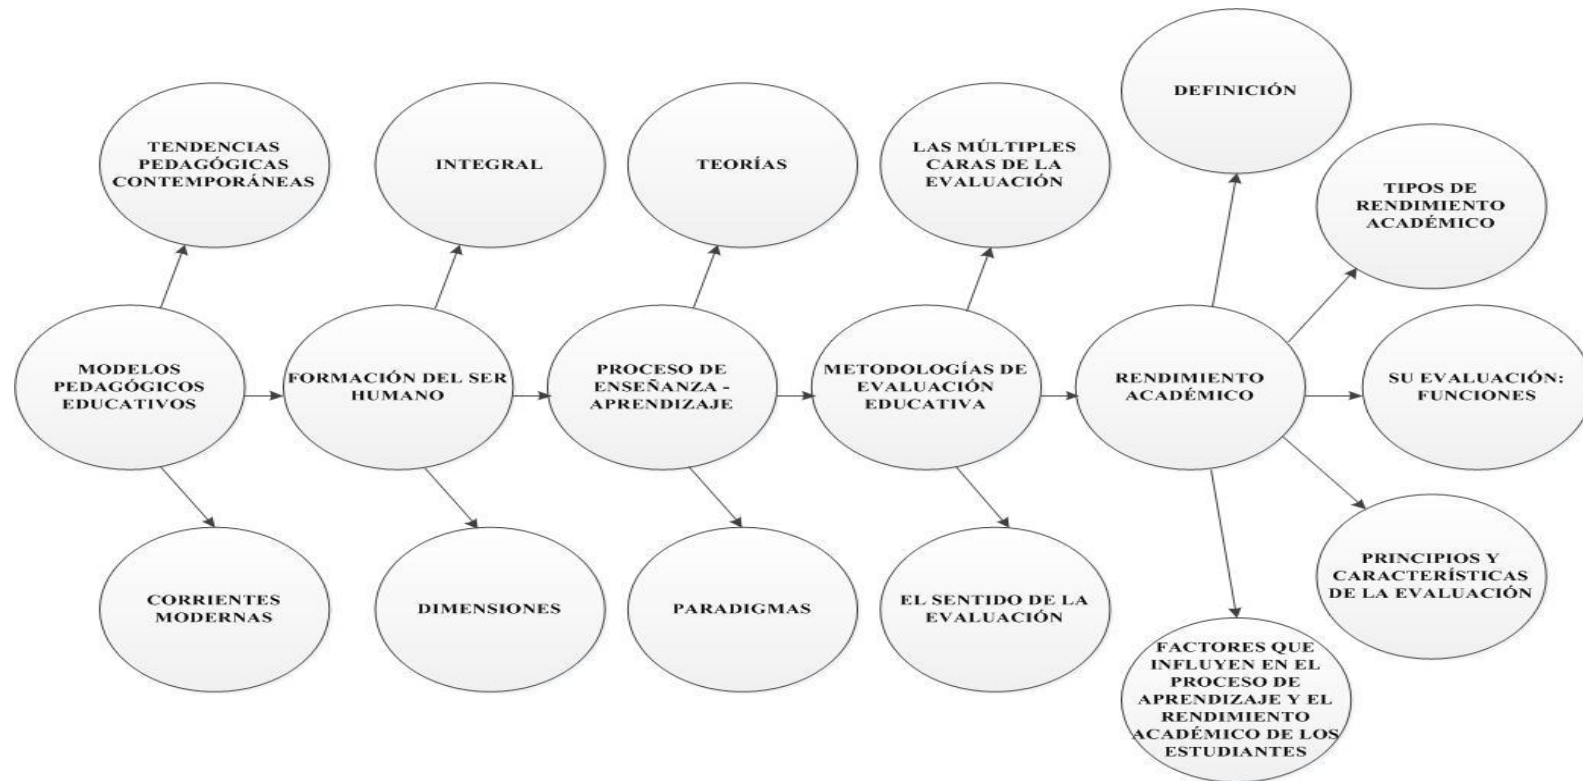 DEFINICIÓN
TENDENCIAS
PEDAGÓGICAS
CONTEMPORÁNEAS
INTEGRAL
TEORÍAS
LAS MÚLTIPLES
CARAS DE LA
EVALUACIÓN
TIPOS DE
RENDIMIENTO
ACADÉMICO
MODELOS
PEDAGÓGICOS
EDUCATIVOS
FORMACIÓN DEL SER
HUMANO
PROCESO DE
ENSEÑANZA -
APRENDIZAJE
METODOLOGÍAS DE
EVALUACIÓN
EDUCATIVA
RENDIMIENTO
ACADÉMICO
SU EVALUACIÓN:
FUNCIONES
CORRIENTES
MODERNAS
DIMENSIONES
PARADIGMAS
EL SENTIDO DE LA
EVALUACIÓN
PRINCIPIOS Y
CARACTERÍSTICAS
DE LA EVALUACIÓN
FACTORES QUE
INFLUYEN EN EL
PROCESO DE
APRENDIZAJE Y EL
RENDIMIENTO
ACADÉMICO DE LOS
ESTUDIANTES